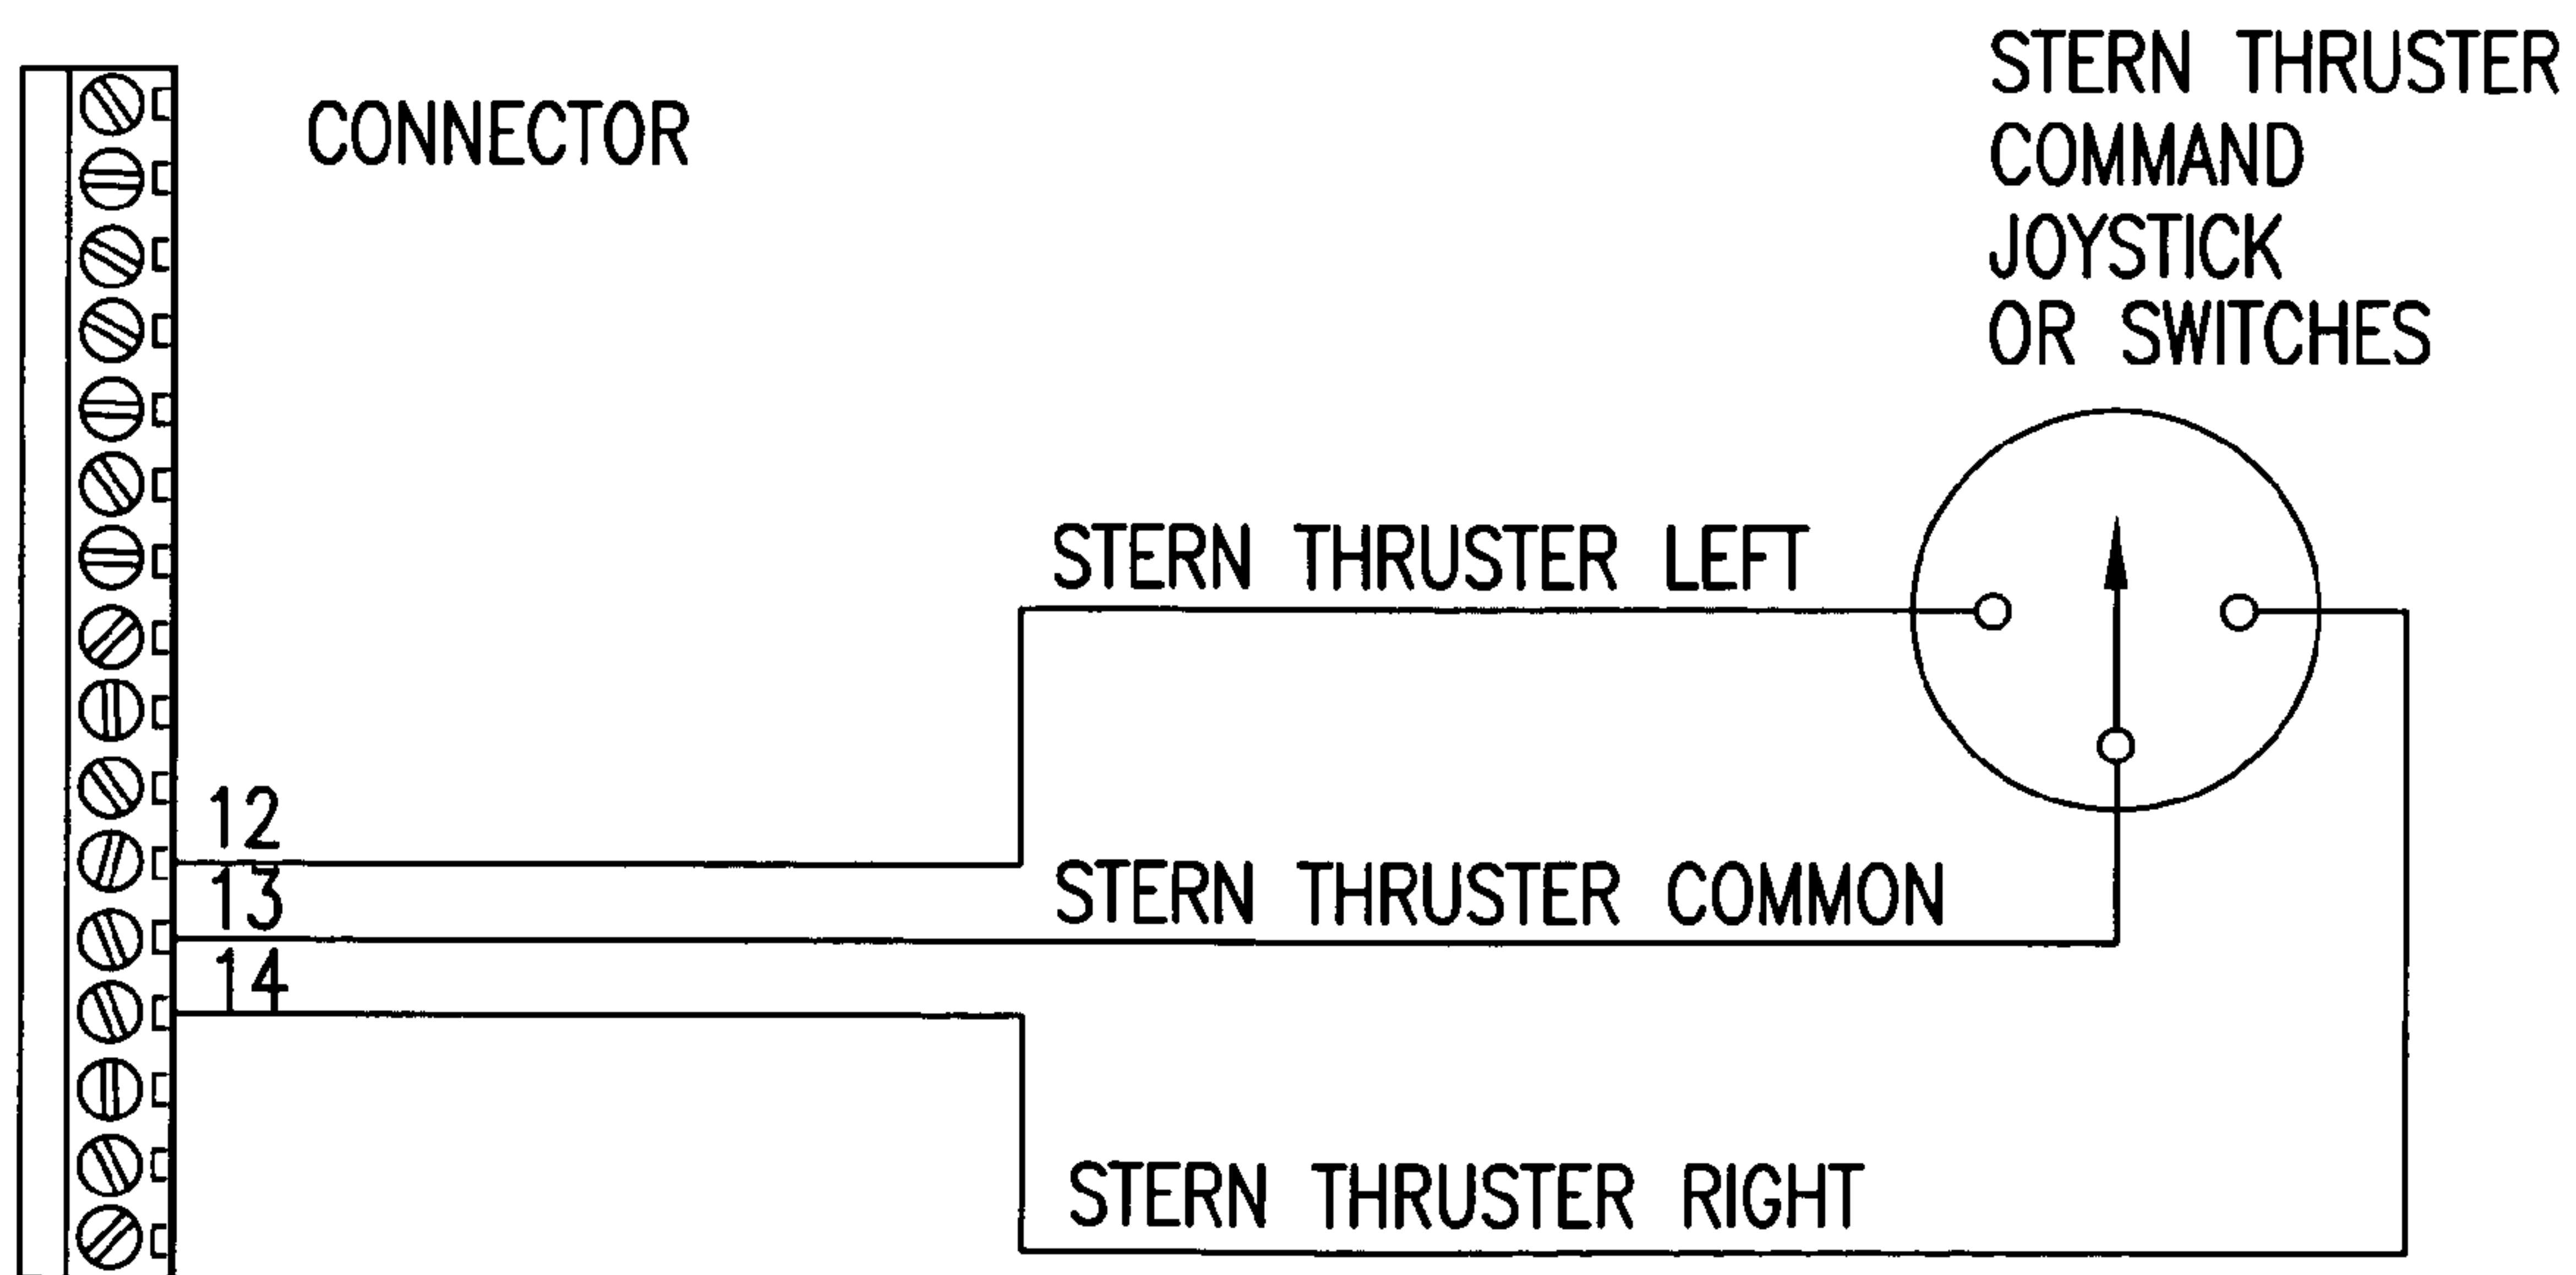 CONNECTOR
STERN THRUSTER
COMMAND
JOYSTICK
OR SWITCHES
STERN THRUSTER LEFT
12
STERN THRUSTER COMMON
13
14
STERN THRUSTER RIGHT